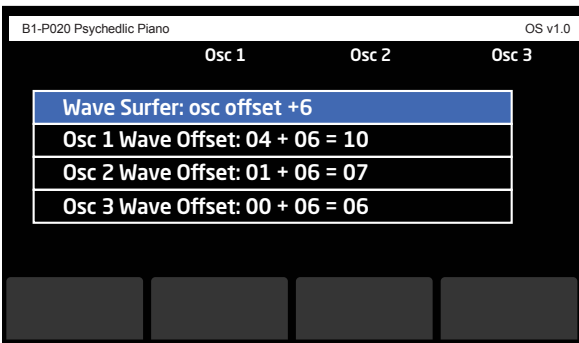 B1-P020 Psychedlic Piano OS v1.0
Osc 1 Osc 2 Osc 3
Wave Surfer: osc offset +6
Osc 1 Wave Offset: 04 + 06 = 10
Osc 2 Wave Offset: 01 + 06 = 07
Osc 3 Wave Offset: 00 + 06 = 06